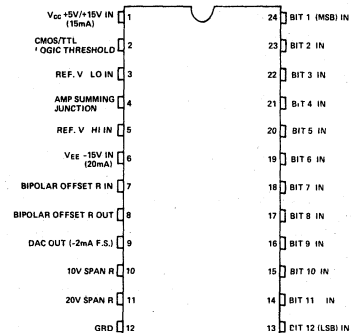 VCC +5V/+15V IN 1 24 BIT 1 (MSB) IN
(15mA)
CMOS/TTL 2 23 BIT 2 IN
LOGIC THRESHOLD
REF. V LO IN 3 22 BIT 3 IN
AMP SUMMING 4 21 BIT 4 IN
JUNCTION
REF. V HI IN 5 20 BIT 5 IN
VEE -15V IN 6 19 BIT 6 IN
(20mA)
BIPOLAR OFFSET R IN 7 18 BIT 7 IN
BIPOLAR OFFSET R OUT 8 17 BIT 8 IN
DAC OUT (-2mA F.S.) 9 16 BIT 9 IN
10V SPAN R 10 15 BIT 10 IN
20V SPAN R 11 14 BIT 11 IN
GRD 12 13 BIT 12 (LSB) IN